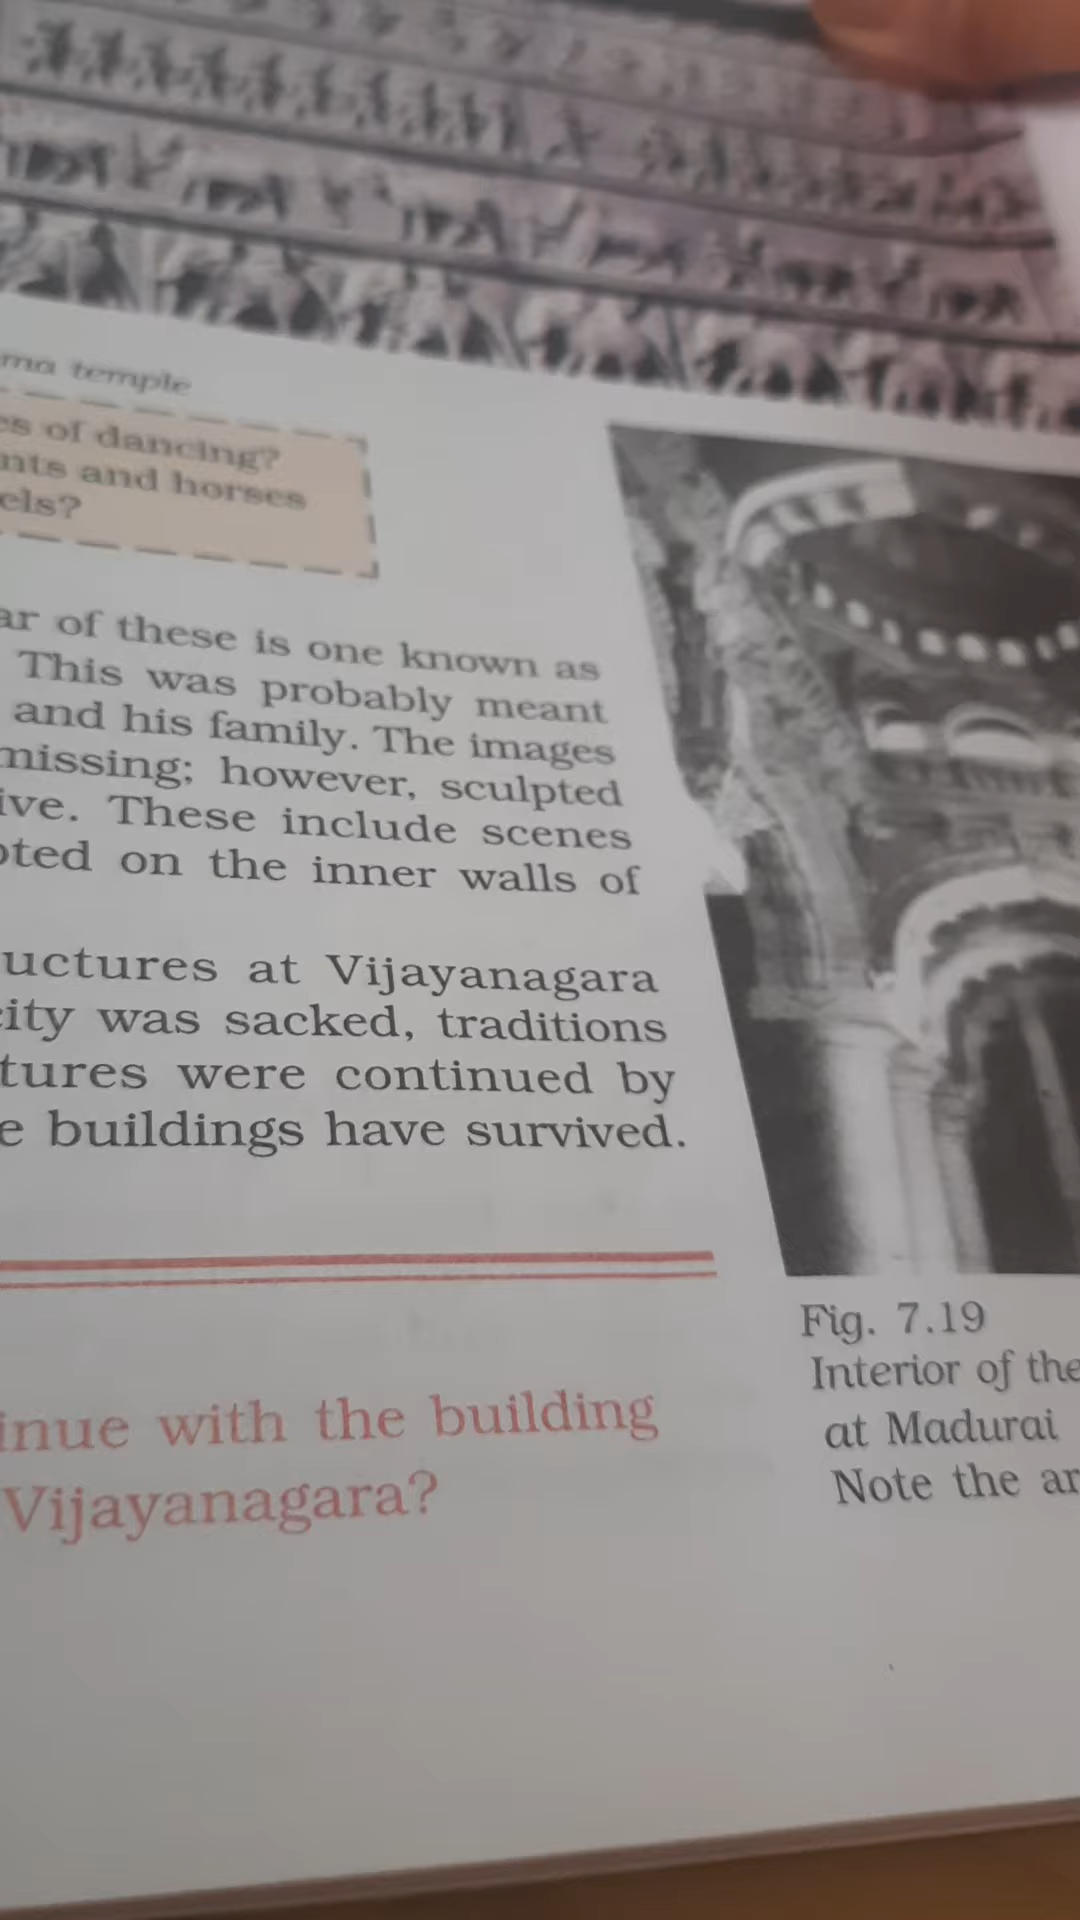 ma temple
es of dancing?
nts and horses
els?
ar of these is one known as
This was probably meant
and his family. The images
missing; however, sculpted
ive. These include scenes
oted on the inner walls of
uctures at Vijayanagara
city was sacked, traditions
tures were continued by
e buildings have survived.
inue with the building
Vijayanagara?
Fig. 7.19
Interior of the
at Madurai
Note the ar